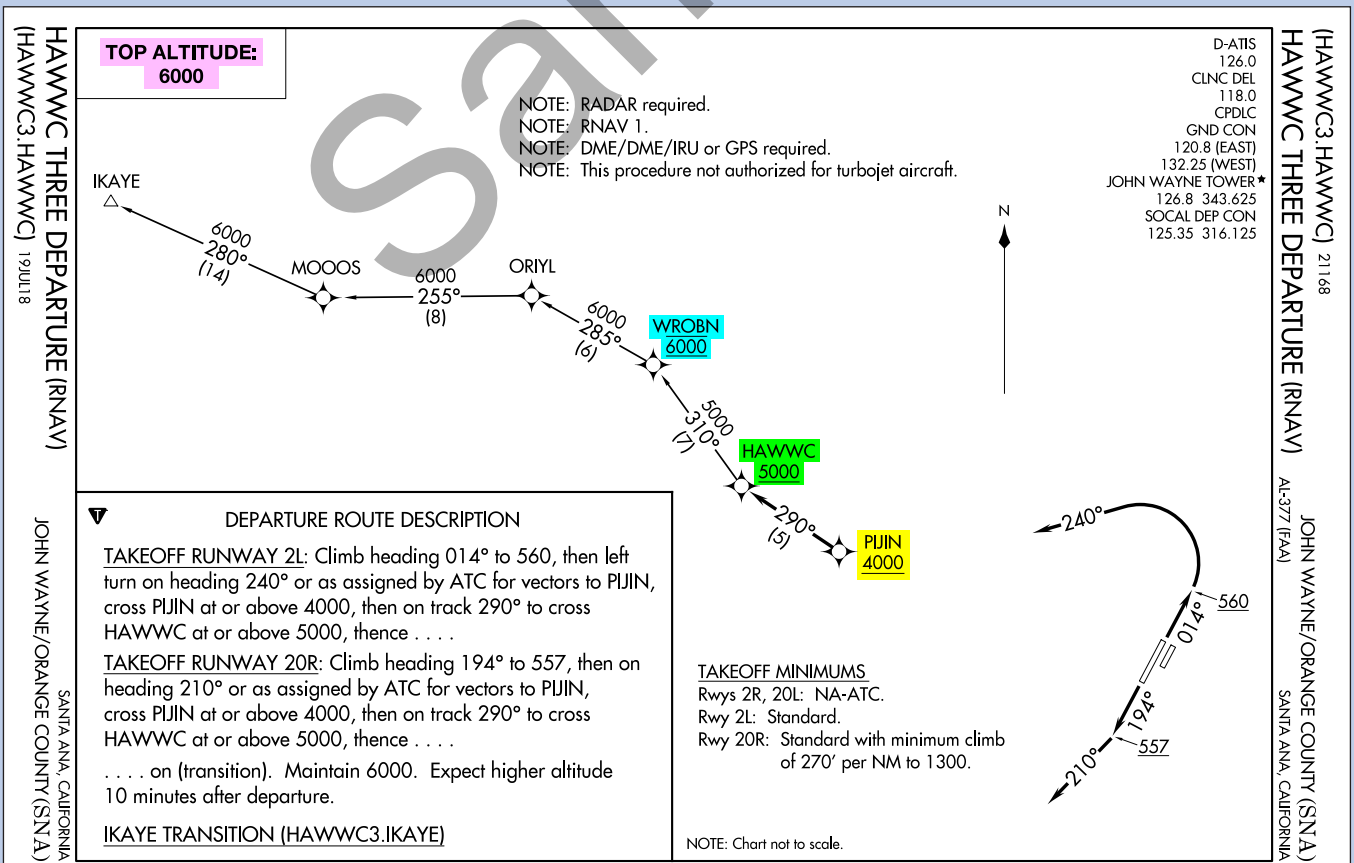 (HAWWC3.HAWWC) 21168
HAWWC THREE DEPARTURE (RNAV)
AL-377 (FAA)
JOHN WAYNE/ORANGE COUNTY (SNA)
SANTA ANA, CALIFORNIA
TOP ALTITUDE:
6000
NOTE: RADAR required.
NOTE: RNAV 1.
NOTE: DME/DME/IRU or GPS required.
NOTE: This procedure not authorized for turbojet aircraft.
D-ATIS
126.0
CLNC DEL
118.0
CPDLC
GND CON
120.8 (EAST)
132.25 (WEST)
JOHN WAYNE TOWER★
126.8 343.625
SOCAL DEP CON
125.35 316.125
Sam
N
IKAYE
6000
280°
(14)
MOOOS
6000
255°
(8)
ORIYL
6000
285°
(6)
WROBN
6000
5000
310°
(7)
HAWWC
5000
290°
(5)
PIJIN
4000
240°
560
014°
194°
557
210°
T
DEPARTURE ROUTE DESCRIPTION
TAKEOFF RUNWAY 2L: Climb heading 014° to 560, then left
turn on heading 240° or as assigned by ATC for vectors to PIJIN,
cross PIJIN at or above 4000, then on track 290° to cross
HAWWC at or above 5000, thence . . . .
TAKEOFF RUNWAY 20R: Climb heading 194° to 557, then on
heading 210° or as assigned by ATC for vectors to PIJIN,
cross PIJIN at or above 4000, then on track 290° to cross
HAWWC at or above 5000, thence . . . .
. . . . on (transition). Maintain 6000. Expect higher altitude
10 minutes after departure.
IKAYE TRANSITION (HAWWC3.IKAYE)
TAKEOFF MINIMUMS
Rwys 2R, 20L: NA-ATC.
Rwy 2L: Standard.
Rwy 20R: Standard with minimum climb
of 270' per NM to 1300.
NOTE: Chart not to scale.
HAWWC THREE DEPARTURE (RNAV)
(HAWWC3.HAWWC) 19JUL18
JOHN WAYNE/ORANGE COUNTY (SNA)
SANTA ANA, CALIFORNIA